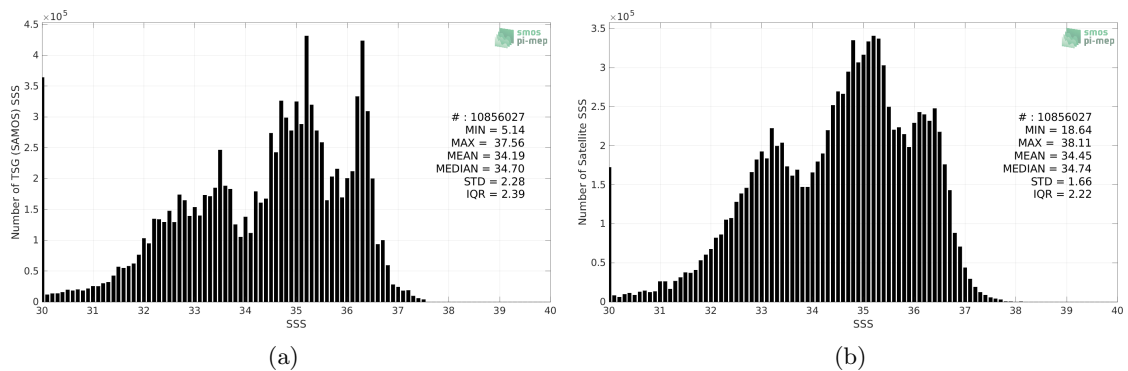 ×10^5
4.5
4
3.5
3
2.5
2
1.5
1
0.5
0
Number of TSG (SAMOS) SSS
30 31 32 33 34 35 36 37 38 39 40
SSS
smos
pi-mep
# : 10856027
MIN = 5.14
MAX = 37.56
MEAN = 34.19
MEDIAN = 34.70
STD = 2.28
IQR = 2.39
(a)
×10^5
3.5
3
2.5
2
1.5
1
0.5
0
Number of Satellite SSS
30 31 32 33 34 35 36 37 38 39 40
SSS
smos
pi-mep
# : 10856027
MIN = 18.64
MAX = 38.11
MEAN = 34.45
MEDIAN = 34.74
STD = 1.66
IQR = 2.22
(b)